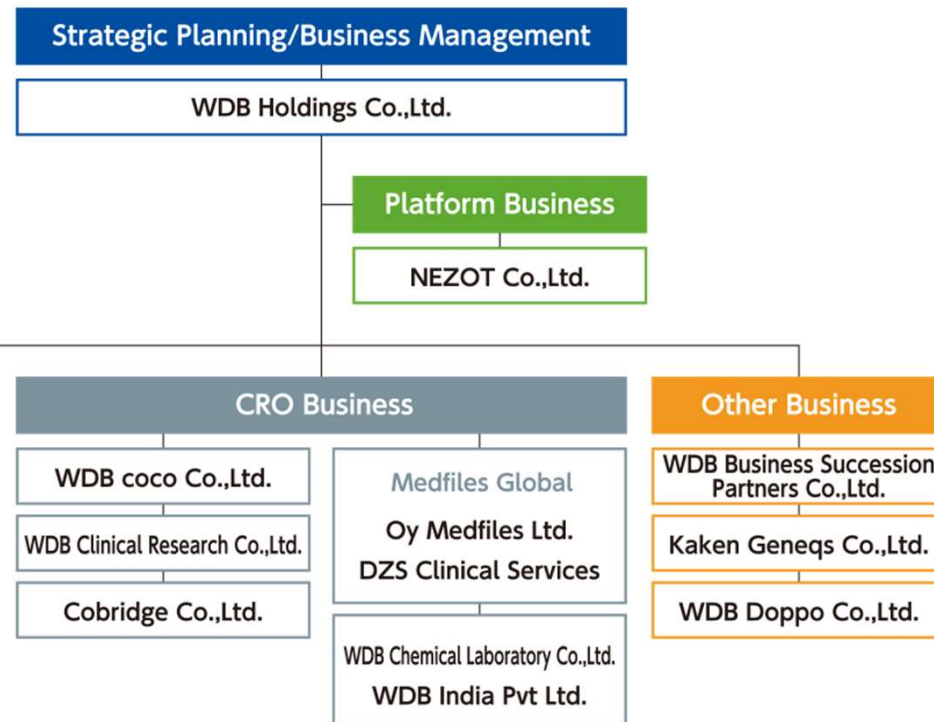 Strategic Planning/Business Management
WDB Holdings Co.,Ltd.
Platform Business
NEZOT Co.,Ltd.
CRO Business
WDB coco Co.,Ltd.
WDB Clinical Research Co.,Ltd.
Cobridge Co.,Ltd.
Medfiles Global
Oy Medfiles Ltd.
DZS Clinical Services
WDB Chemical Laboratory Co.,Ltd.
WDB India Pvt Ltd.
Other Business
WDB Business Succession
Partners Co.,Ltd.
Kaken Geneqs Co.,Ltd.
WDB Doppo Co.,Ltd.